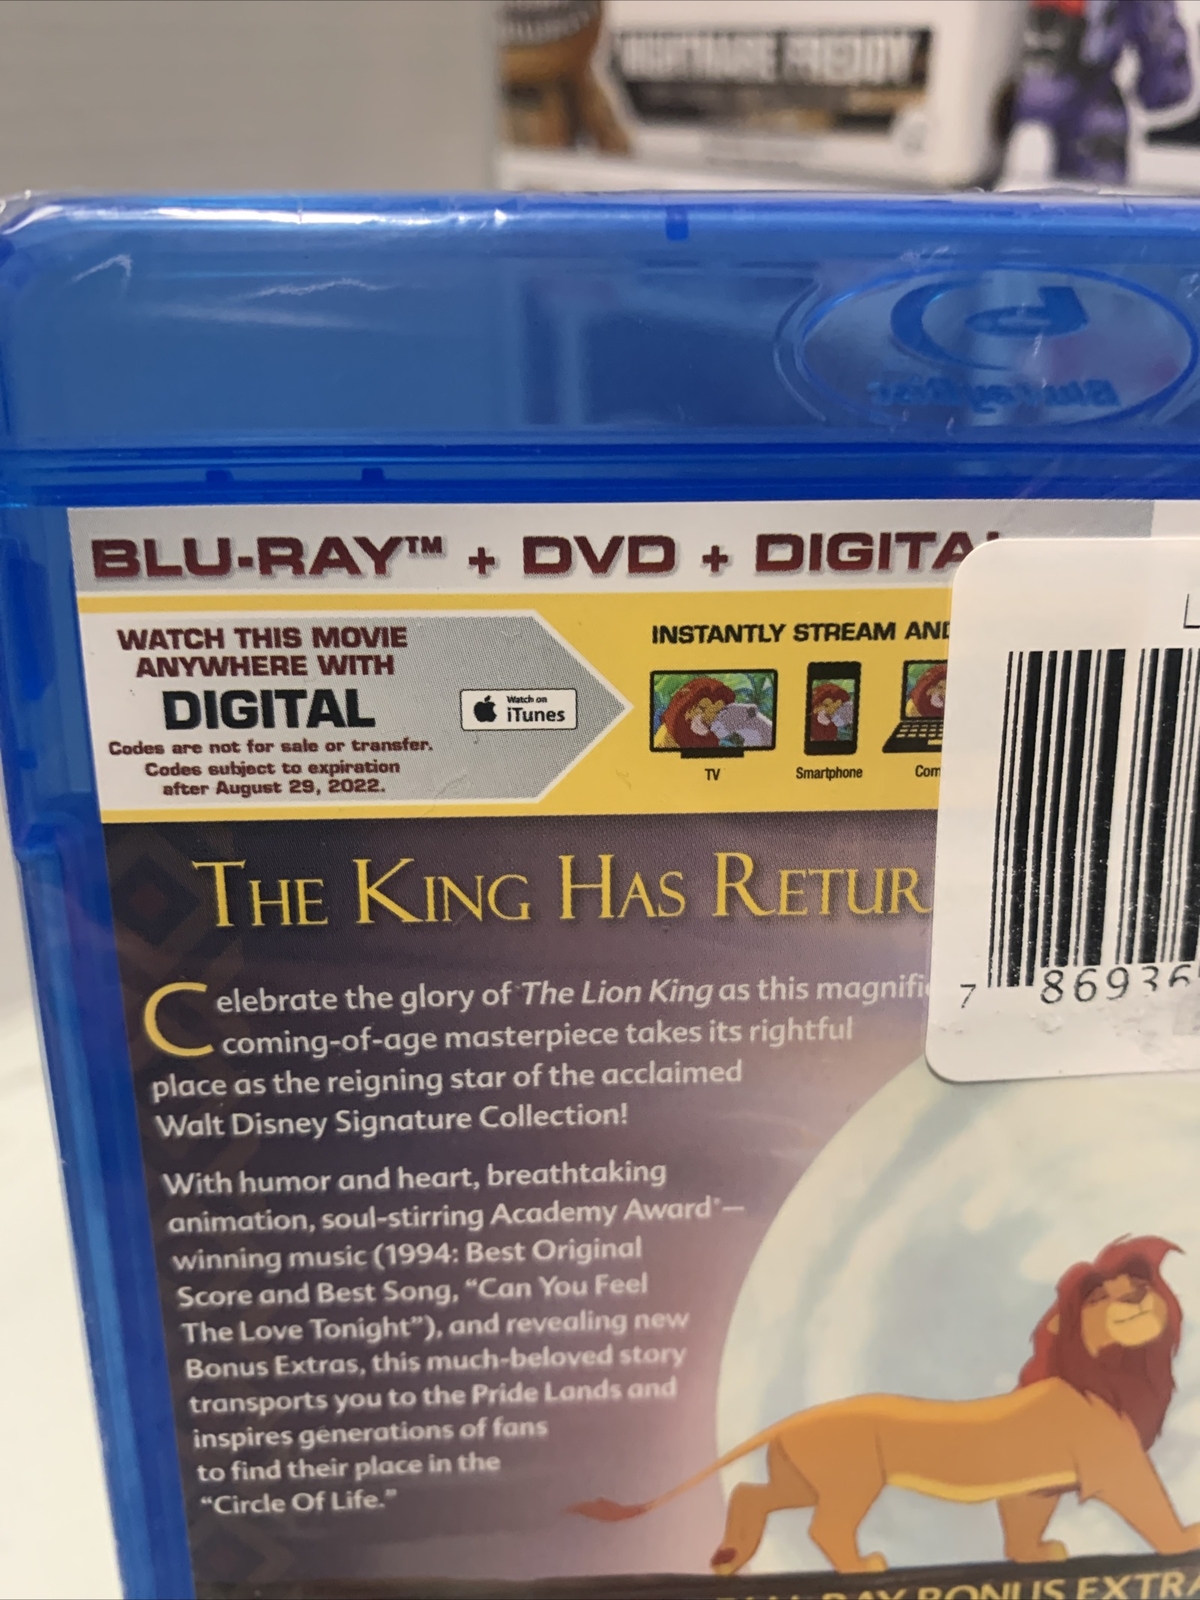 NIGHTMARE FREDDY
Blu-ray Disc
BLU-RAY™ + DVD + DIGITAL
WATCH THIS MOVIE
ANYWHERE WITH
DIGITAL
Codes are not for sale or transfer.
Codes subject to expiration
after August 29, 2022.
Watch on
iTunes
INSTANTLY STREAM AND
TV
Smartphone
Com
7 86936
THE KING HAS RETUR
Celebrate the glory of The Lion King as this magnifi
coming-of-age masterpiece takes its rightful
place as the reigning star of the acclaimed
Walt Disney Signature Collection!
With humor and heart, breathtaking
animation, soul-stirring Academy Award®—
winning music (1994: Best Original
Score and Best Song, “Can You Feel
The Love Tonight”), and revealing new
Bonus Extras, this much-beloved story
transports you to the Pride Lands and
inspires generations of fans
to find their place in the
“Circle Of Life.”
BLU-RAY BONUS EXTRA